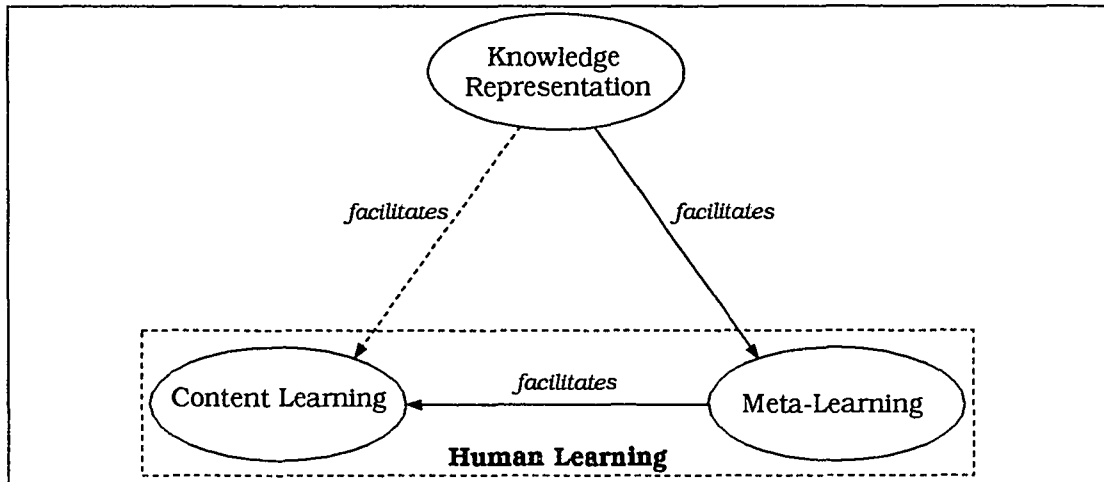 Knowledge
Representation
facilitates
facilitates
Content Learning
facilitates
Meta-Learning
Human Learning